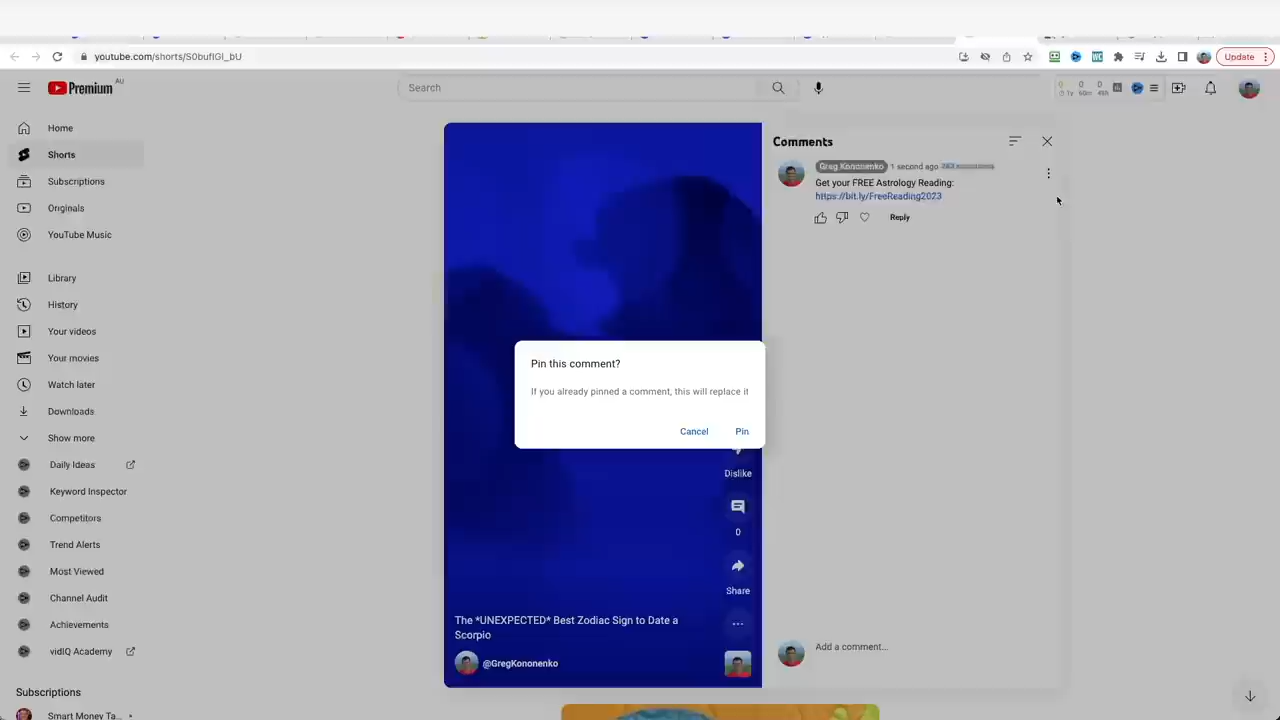 youtube.com/shorts/S0bufIGl_bU
Update
Premium AU
Search
Home
Shorts
Subscriptions
Originals
YouTube Music
Library
History
Your videos
Your movies
Watch later
Downloads
Show more
Daily Ideas
Keyword Inspector
Competitors
Trend Alerts
Most Viewed
Channel Audit
Achievements
vidIQ Academy
Subscriptions
Smart Money Ta...
Comments
Greg Kononenko 1 second ago
Get your FREE Astrology Reading:
https://bit.ly/FreeReading2023
Reply
Pin this comment?
If you already pinned a comment, this will replace it
Cancel Pin
Dislike
0
Share
The *UNEXPECTED* Best Zodiac Sign to Date a
Scorpio
@GregKononenko
Add a comment...